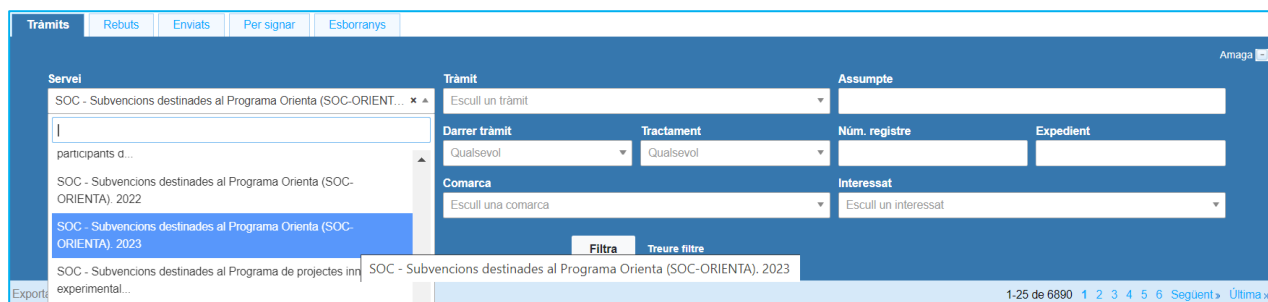 Tràmits Rebuts Enviats Per signar Esborranys
Amaga
Servei Tràmit Assumpte
SOC - Subvencions destinades al Programa Orienta (SOC-ORIENT... × Escull un tràmit
Darrer tràmit Tractament Núm. registre Expedient
participants d... Qualsevol Qualsevol
SOC - Subvencions destinades al Programa Orienta (SOC-
ORIENTA). 2022
Comarca Interessat
Escull una comarca Escull un interessat
SOC - Subvencions destinades al Programa Orienta (SOC-
ORIENTA). 2023
Filtra Treure filtre
SOC - Subvencions destinades al Programa de projectes inn
SOC - Subvencions destinades al Programa Orienta (SOC-ORIENTA). 2023
experimental...
Exporta 1-25 de 6890 1 2 3 4 5 6 Següent » Última »